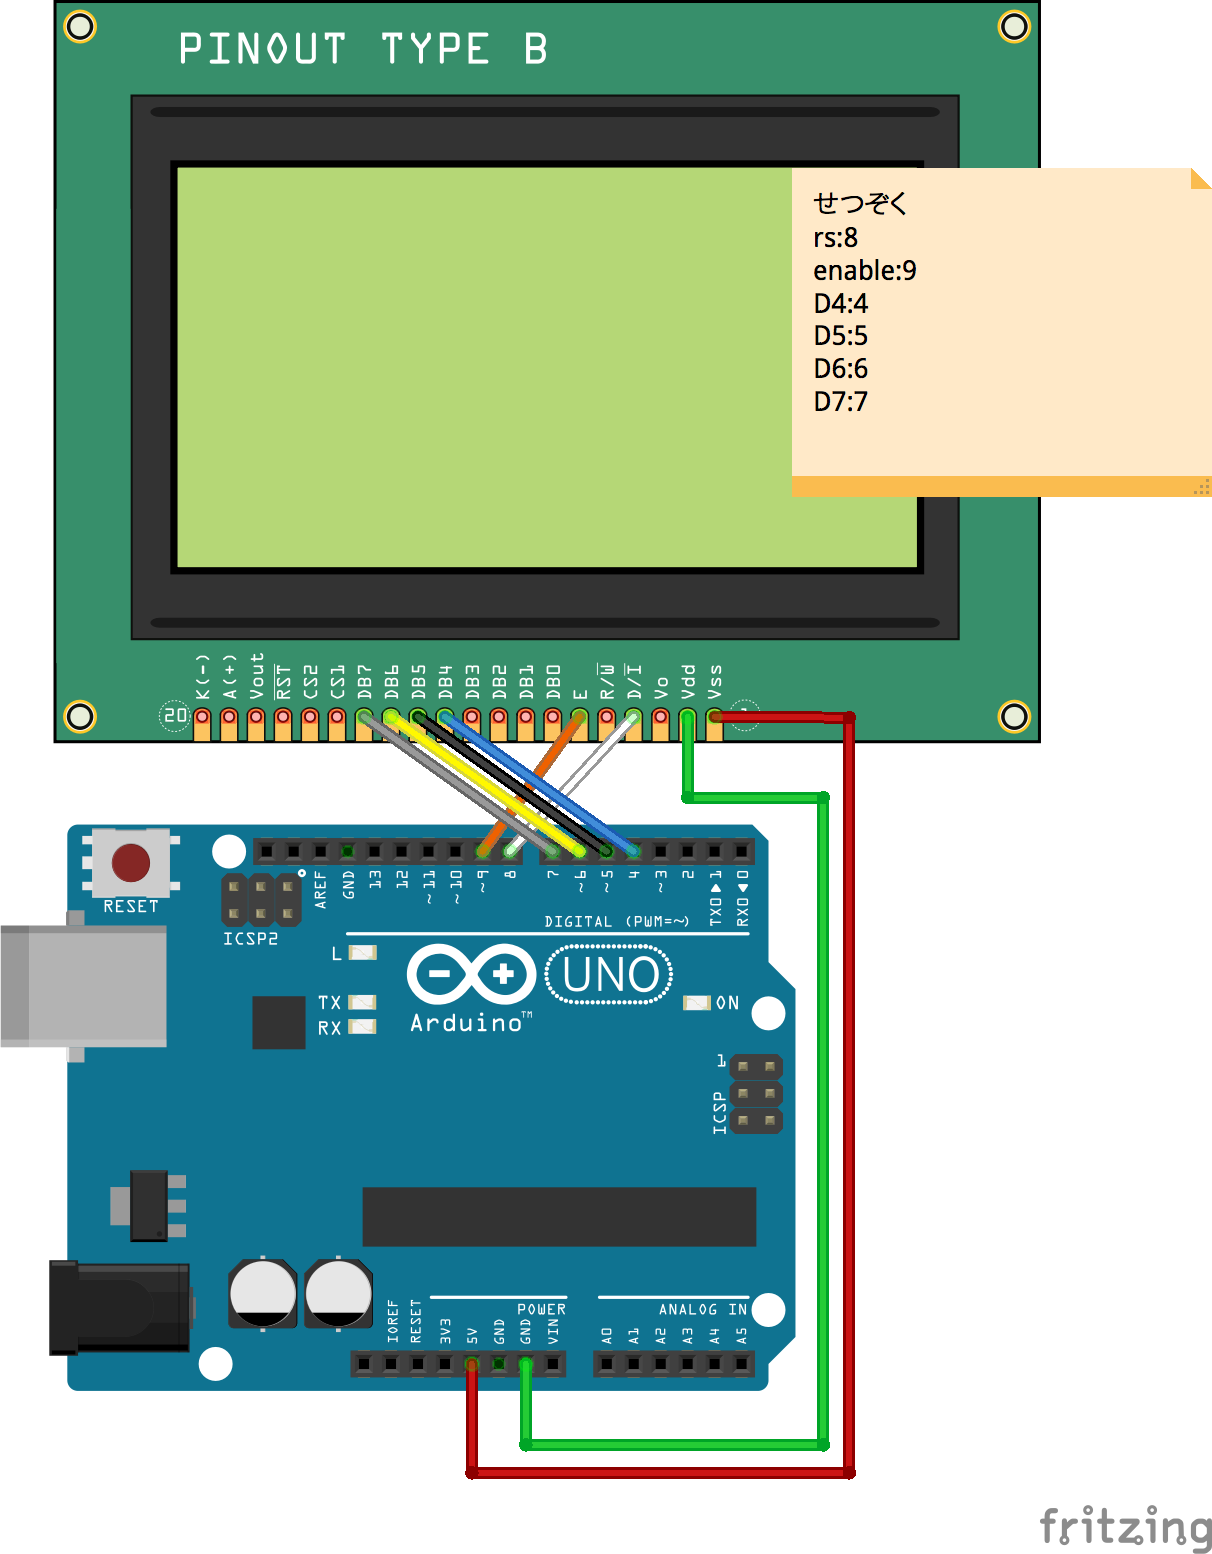 PINOUT TYPE B
せつぞく
rs:8
enable:9
D4:4
D5:5
D6:6
D7:7
20 K(-) A(+) Vout RST CS2 CS1 DB7 DB6 DB5 DB4 DB3 DB2 DB1 DB0 E R/W D/I Vo Vdd Vss 1
RESET
AREF GND 13 12 ~11 ~10 ~9 8 7 ~6 ~5 4 ~3 2 TX0▶1 RX0◀0
ICSP2
DIGITAL (PWM=~)
L
TX
RX
UNO
ON
Arduino™
1
ICSP
POWER
ANALOG IN
IOREF RESET 3V3 5V GND GND VIN A0 A1 A2 A3 A4 A5
fritzing